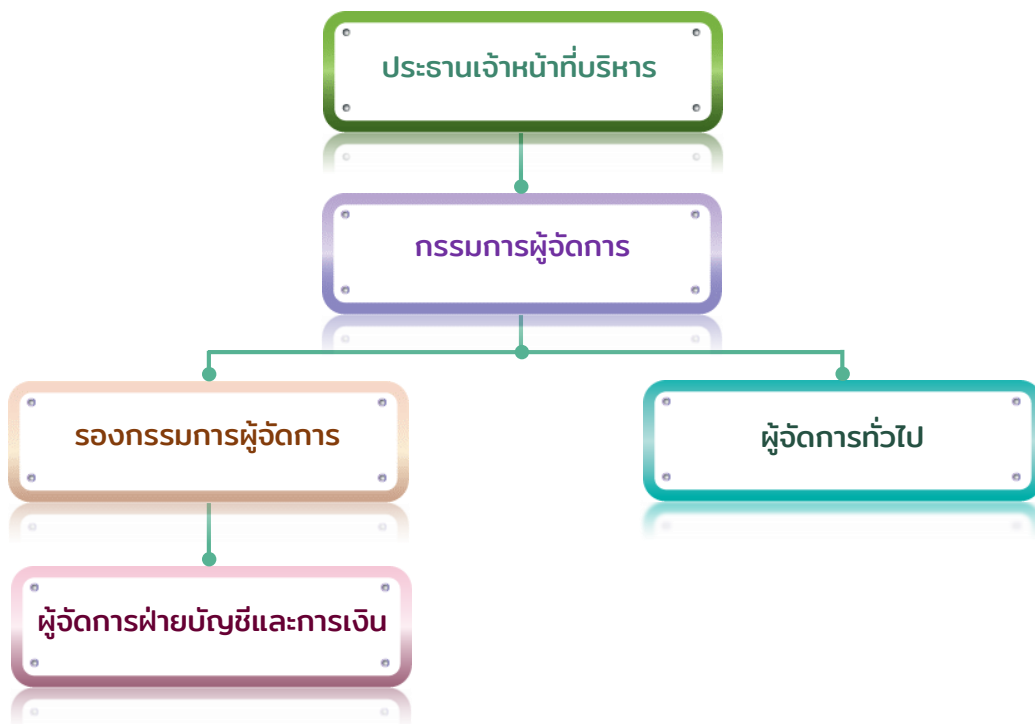 ประธานเจ้าหน้าที่บริหาร
กรรมการผู้จัดการ
รองกรรมการผู้จัดการ
ผู้จัดการทั่วไป
ผู้จัดการฝ่ายบัญชีและการเงิน